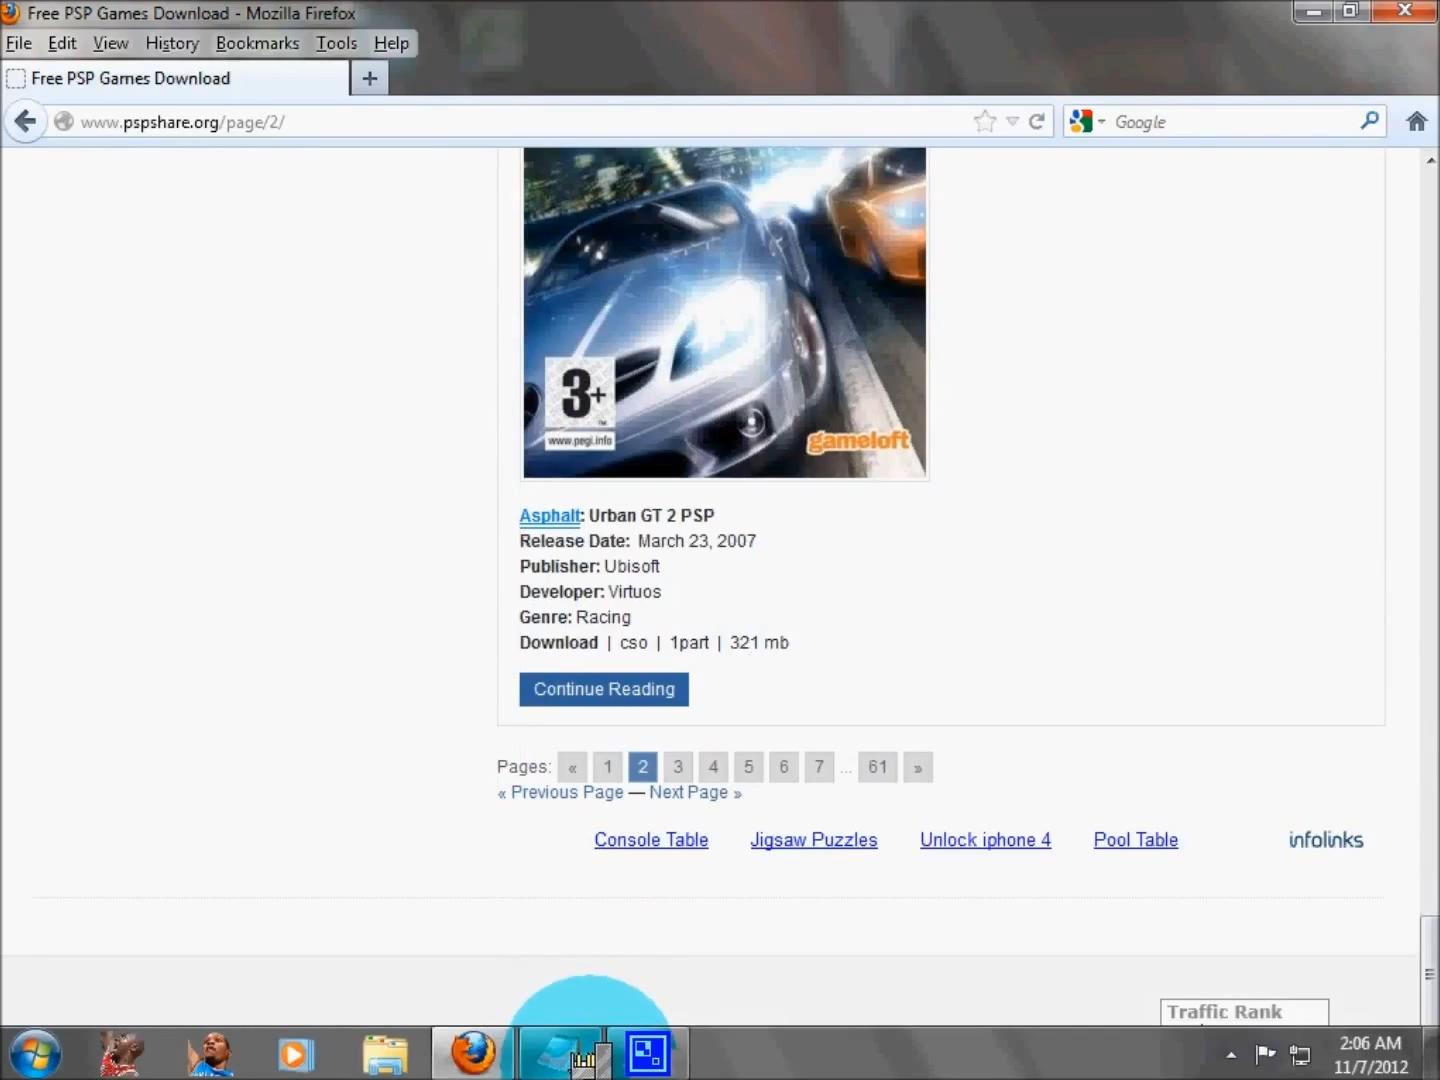 Free PSP Games Download - Mozilla Firefox
File Edit View History Bookmarks Tools Help
Free PSP Games Download
www.pspshare.org/page/2/
Google
3+
www.pegi.info
gameloft
Asphalt: Urban GT 2 PSP
Release Date: March 23, 2007
Publisher: Ubisoft
Developer: Virtuos
Genre: Racing
Download | cso | 1part | 321 mb
Continue Reading
Pages: « 1 2 3 4 5 6 7 ... 61 »
« Previous Page — Next Page »
Console Table Jigsaw Puzzles Unlock iphone 4 Pool Table infolinks
Traffic Rank
2:06 AM
11/7/2012